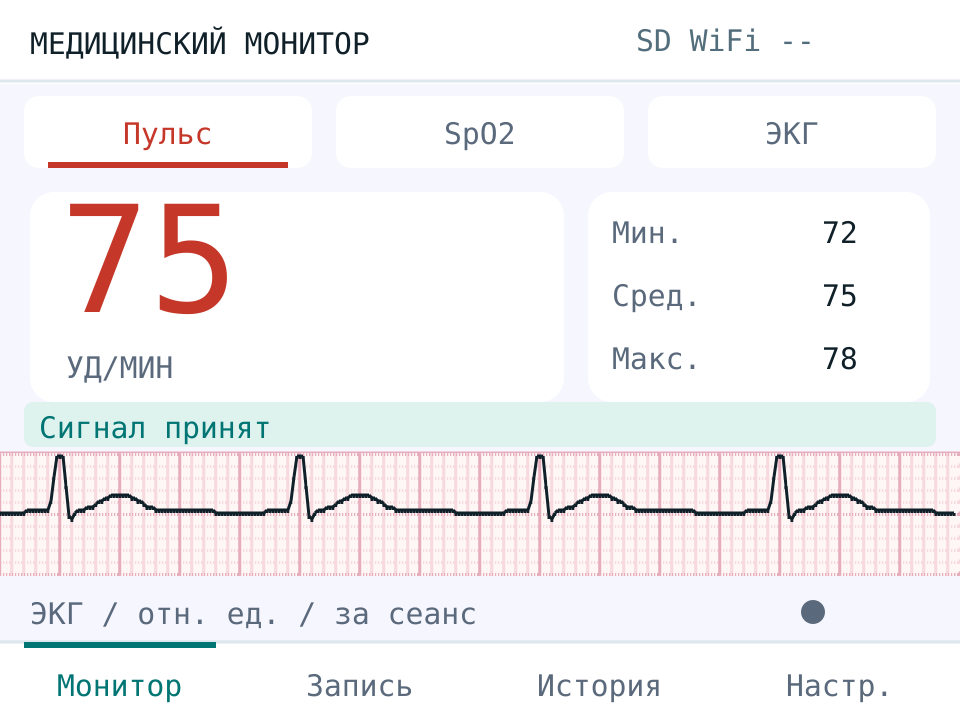 МЕДИЦИНСКИЙ МОНИТОР
SD WiFi --
Пульс
SpO2
ЭКГ
75
УД/МИН
Мин. 72
Сред. 75
Макс. 78
Сигнал принят
ЭКГ / отн. ед. / за сеанс
Монитор
Запись
История
Настр.